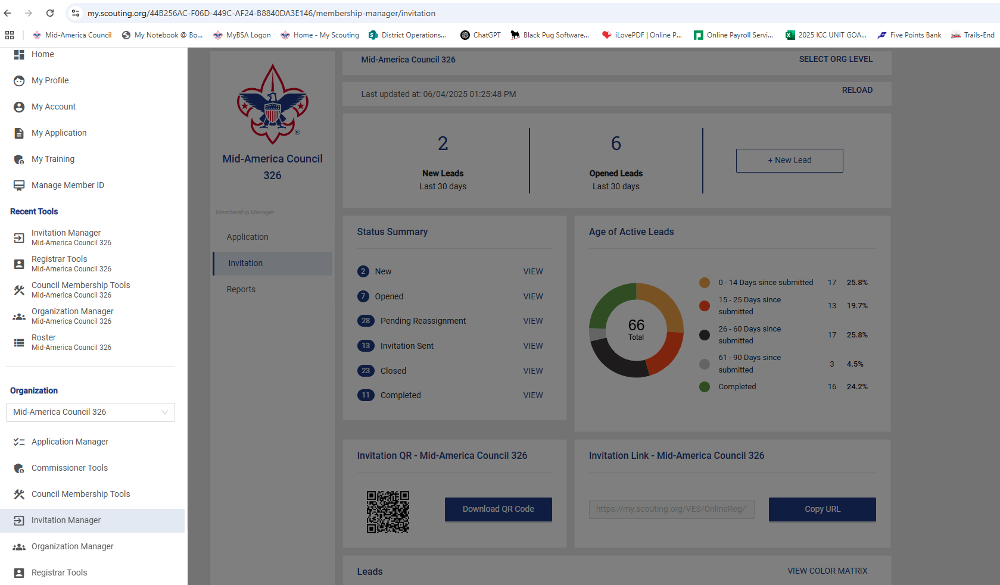 my.scouting.org/44B256AC-F06D-449C-AF24-B8840DA3E146/membership-manager/invitation
Mid-America Council
My Notebook @ Bo...
MyBSA Logon
Home - My Scouting
District Operations...
ChatGPT
Black Pug Software...
iLovePDF | Online P...
Online Payroll Servi...
2025 ICC UNIT GOA...
Five Points Bank
Trails-End
Home
My Profile
My Account
My Application
My Training
Manage Member ID
Recent Tools
Invitation Manager
Mid-America Council 326
Registrar Tools
Mid-America Council 326
Council Membership Tools
Mid-America Council 326
Organization Manager
Mid-America Council 326
Roster
Mid-America Council 326
Organization
Mid-America Council 326
Application Manager
Commissioner Tools
Council Membership Tools
Invitation Manager
Organization Manager
Registrar Tools
®
Mid-America Council
326
Membership Manager
Application
Invitation
Reports
Mid-America Council 326
SELECT ORG LEVEL
Last updated at: 06/04/2025 01:25:48 PM
RELOAD
2
New Leads
Last 30 days
6
Opened Leads
Last 30 days
+ New Lead
Status Summary
2 New VIEW
7 Opened VIEW
28 Pending Reassignment VIEW
13 Invitation Sent VIEW
23 Closed VIEW
11 Completed VIEW
Age of Active Leads
66
Total
0 - 14 Days since submitted 17 25.8%
15 - 25 Days since
submitted 13 19.7%
26 - 60 Days since
submitted 17 25.8%
61 - 90 Days since
submitted 3 4.5%
Completed 16 24.2%
Invitation QR - Mid-America Council 326
Download QR Code
Invitation Link - Mid-America Council 326
https://my.scouting.org/VES/OnlineReg/
Copy URL
Leads
VIEW COLOR MATRIX